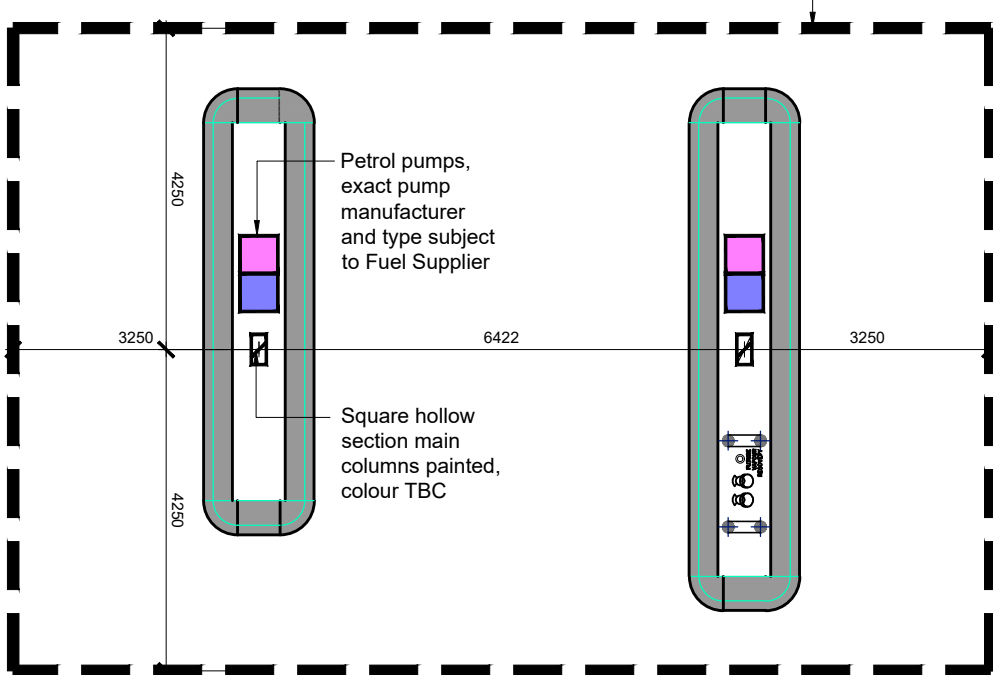 4250
Petrol pumps,
exact pump
manufacturer
and type subject
to Fuel Supplier
3250
6422
3250
Square hollow
section main
columns painted,
colour TBC
4250